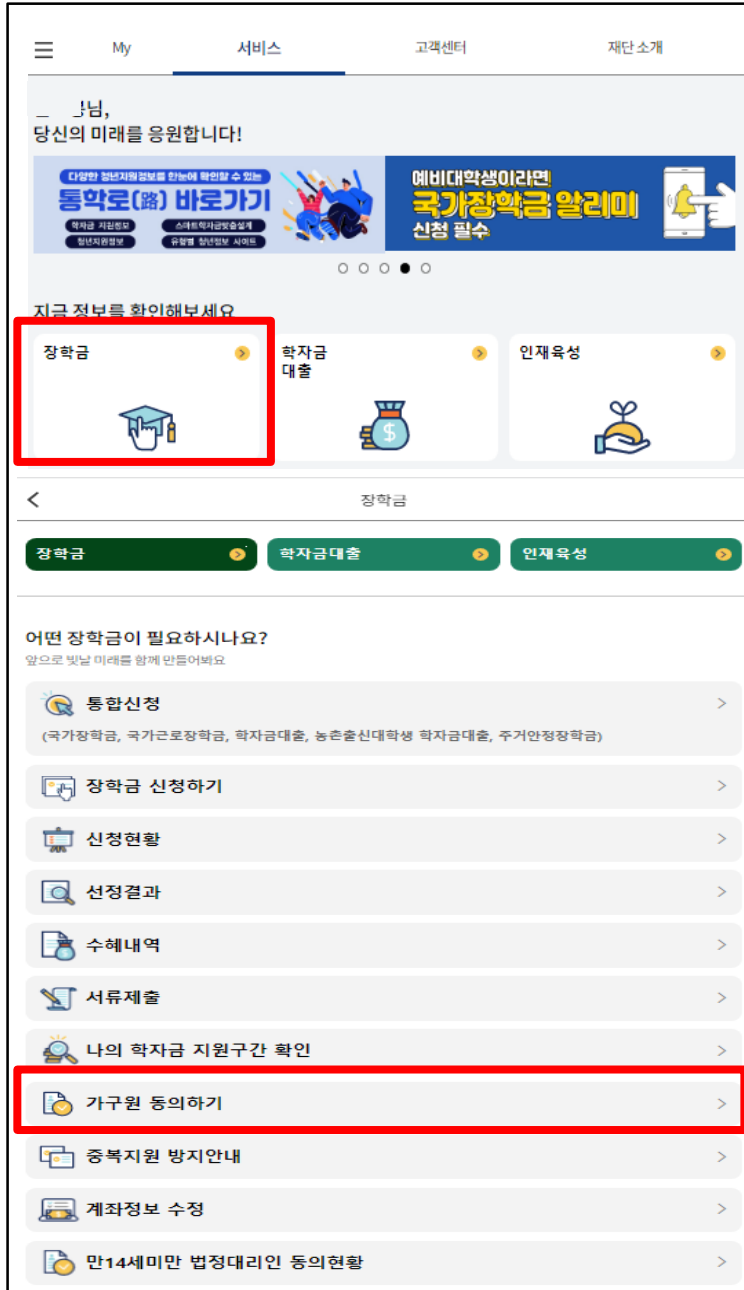 My 서비스 고객센터 재단 소개
님,
당신의 미래를 응원합니다!
다양한 청년지원정보를 한눈에 확인할 수 있는
통학로(路) 바로가기
학자금 지원정보 스마트학자금맞춤설계
청년지원정보 유형별 청년정보 사이트
예비대학생이라면
국가장학금 알리미
신청 필수
지금 정보를 확인해보세요
장학금
학자금
대출
인재육성
장학금
장학금 학자금대출 인재육성
어떤 장학금이 필요하시나요?
앞으로 빛날 미래를 함께 만들어봐요
통합신청
(국가장학금, 국가근로장학금, 학자금대출, 농촌출신대학생 학자금대출, 주거안정장학금)
장학금 신청하기
신청현황
선정결과
수혜내역
서류제출
나의 학자금 지원구간 확인
가구원 동의하기
중복지원 방지안내
계좌정보 수정
만14세미만 법정대리인 동의현황